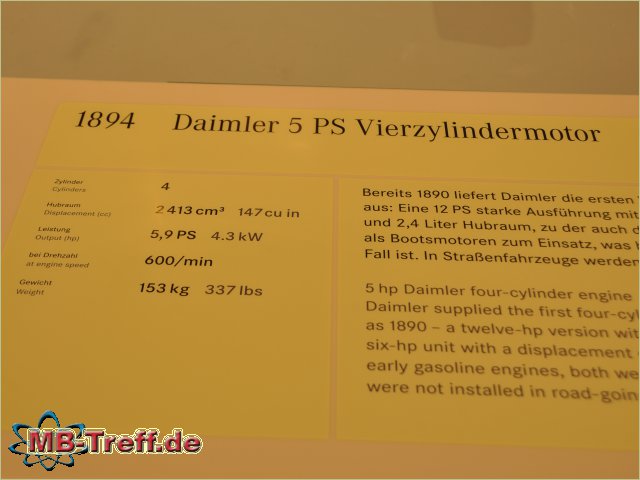 1894 Daimler 5 PS Vierzylindermotor
Zylinder
Cylinders
4
Hubraum
Displacement (cc)
2 413 cm³ 147 cu in
Leistung
Output (hp)
5,9 PS 4.3 kW
bei Drehzahl
at engine speed
600/min
Gewicht
Weight
153 kg 337 lbs
Bereits 1890 liefert Daimler die ersten
aus: Eine 12 PS starke Ausführung mit
und 2,4 Liter Hubraum, zu der auch
als Bootsmotoren zum Einsatz, was
Fall ist. In Straßenfahrzeuge werden
5 hp Daimler four-cylinder engine
Daimler supplied the first four-cyl
as 1890 – a twelve-hp version wit
six-hp unit with a displacement
early gasoline engines, both we
were not installed in road-goin
MB-Treff.de